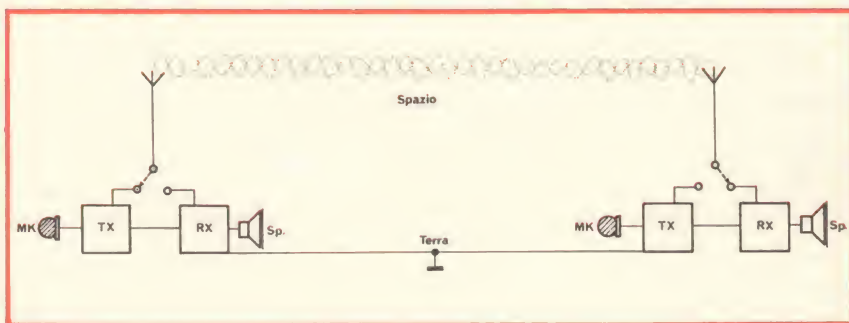 Spazio
MK TX RX Sp.
Terra
MK TX RX Sp.